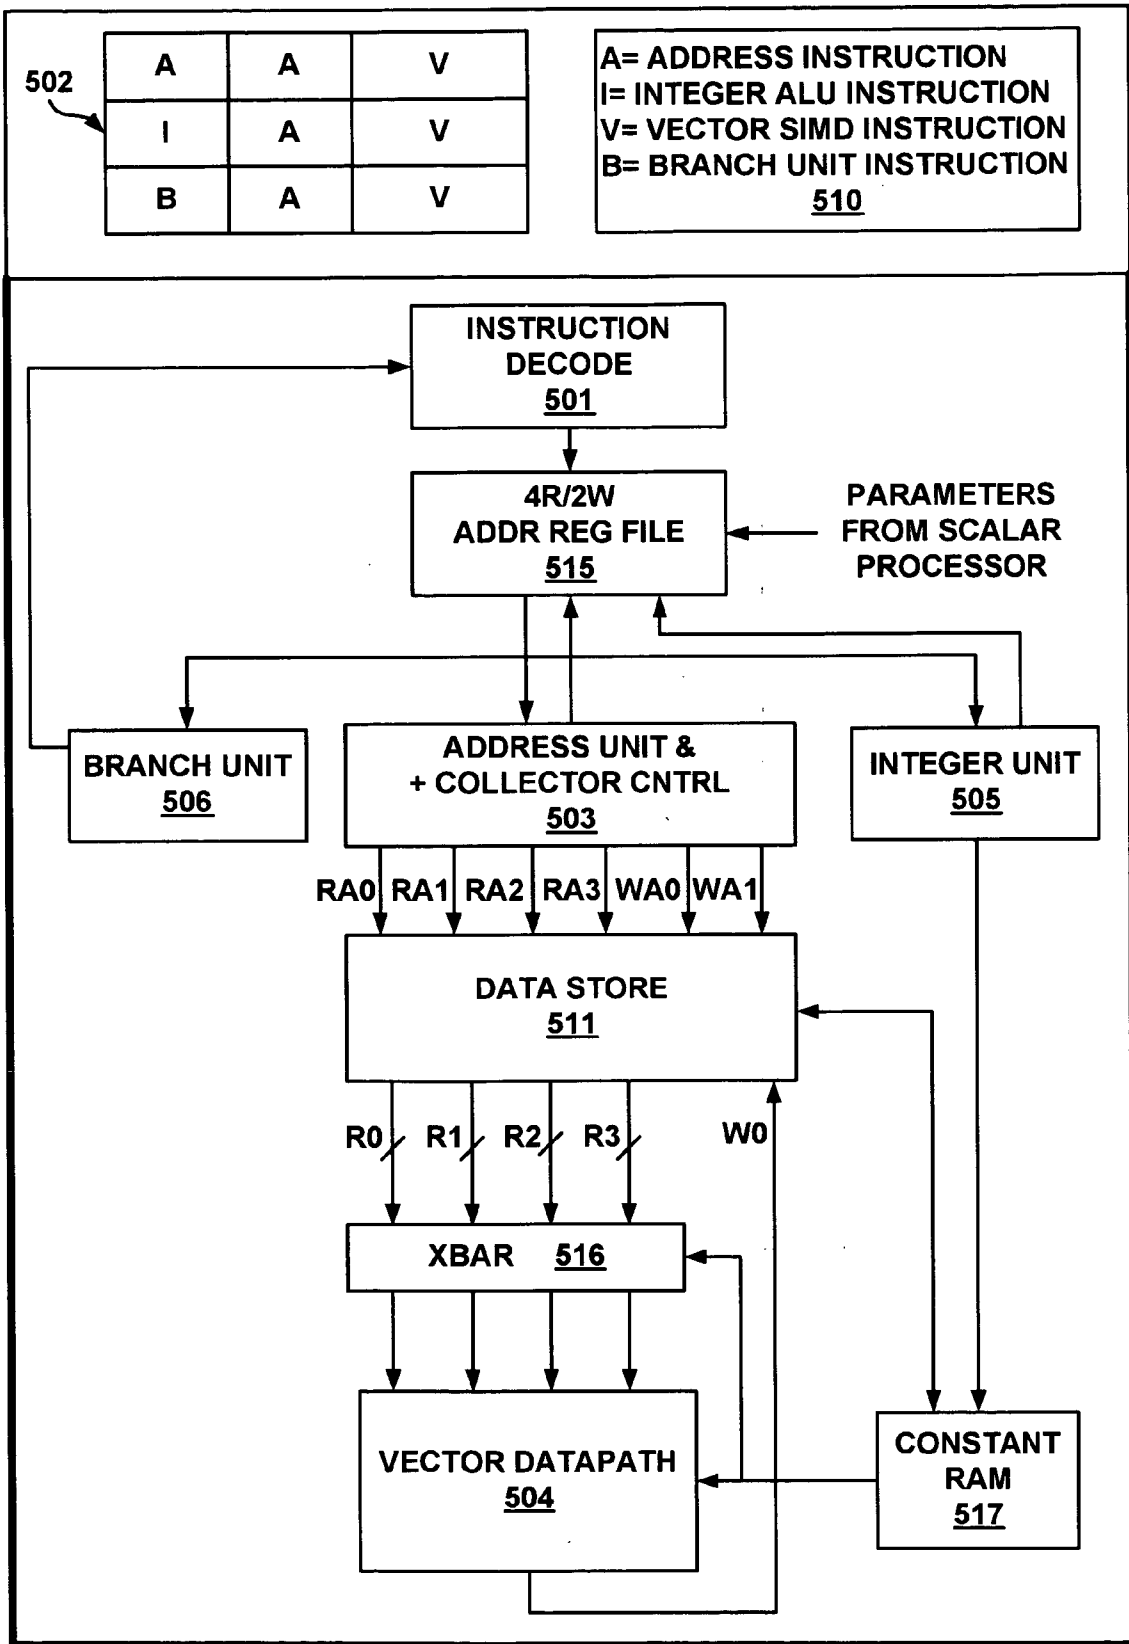 A A V
502
I A V
B A V
A= ADDRESS INSTRUCTION
I= INTEGER ALU INSTRUCTION
V= VECTOR SIMD INSTRUCTION
B= BRANCH UNIT INSTRUCTION
510
INSTRUCTION
DECODE
501
4R/2W
ADDR REG FILE
515
PARAMETERS
FROM SCALAR
PROCESSOR
BRANCH UNIT
506
ADDRESS UNIT &
+ COLLECTOR CNTRL
503
INTEGER UNIT
505
RA0 RA1 RA2 RA3 WA0 WA1
DATA STORE
511
R0 R1 R2 R3 W0
XBAR 516
VECTOR DATAPATH
504
CONSTANT
RAM
517